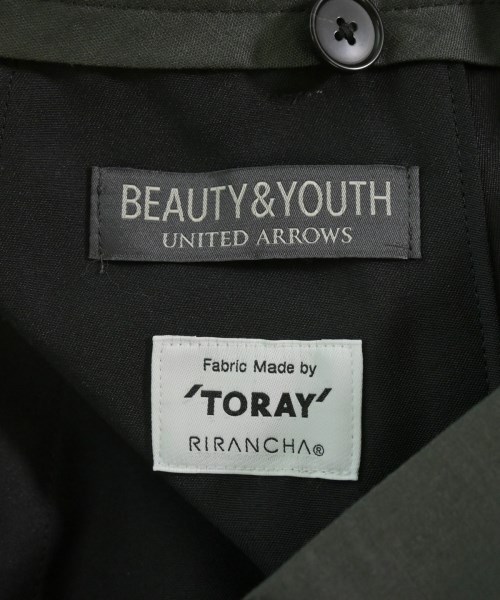 BEAUTY&YOUTH
UNITED ARROWS
Fabric Made by
'TORAY'
RIRANCHA®